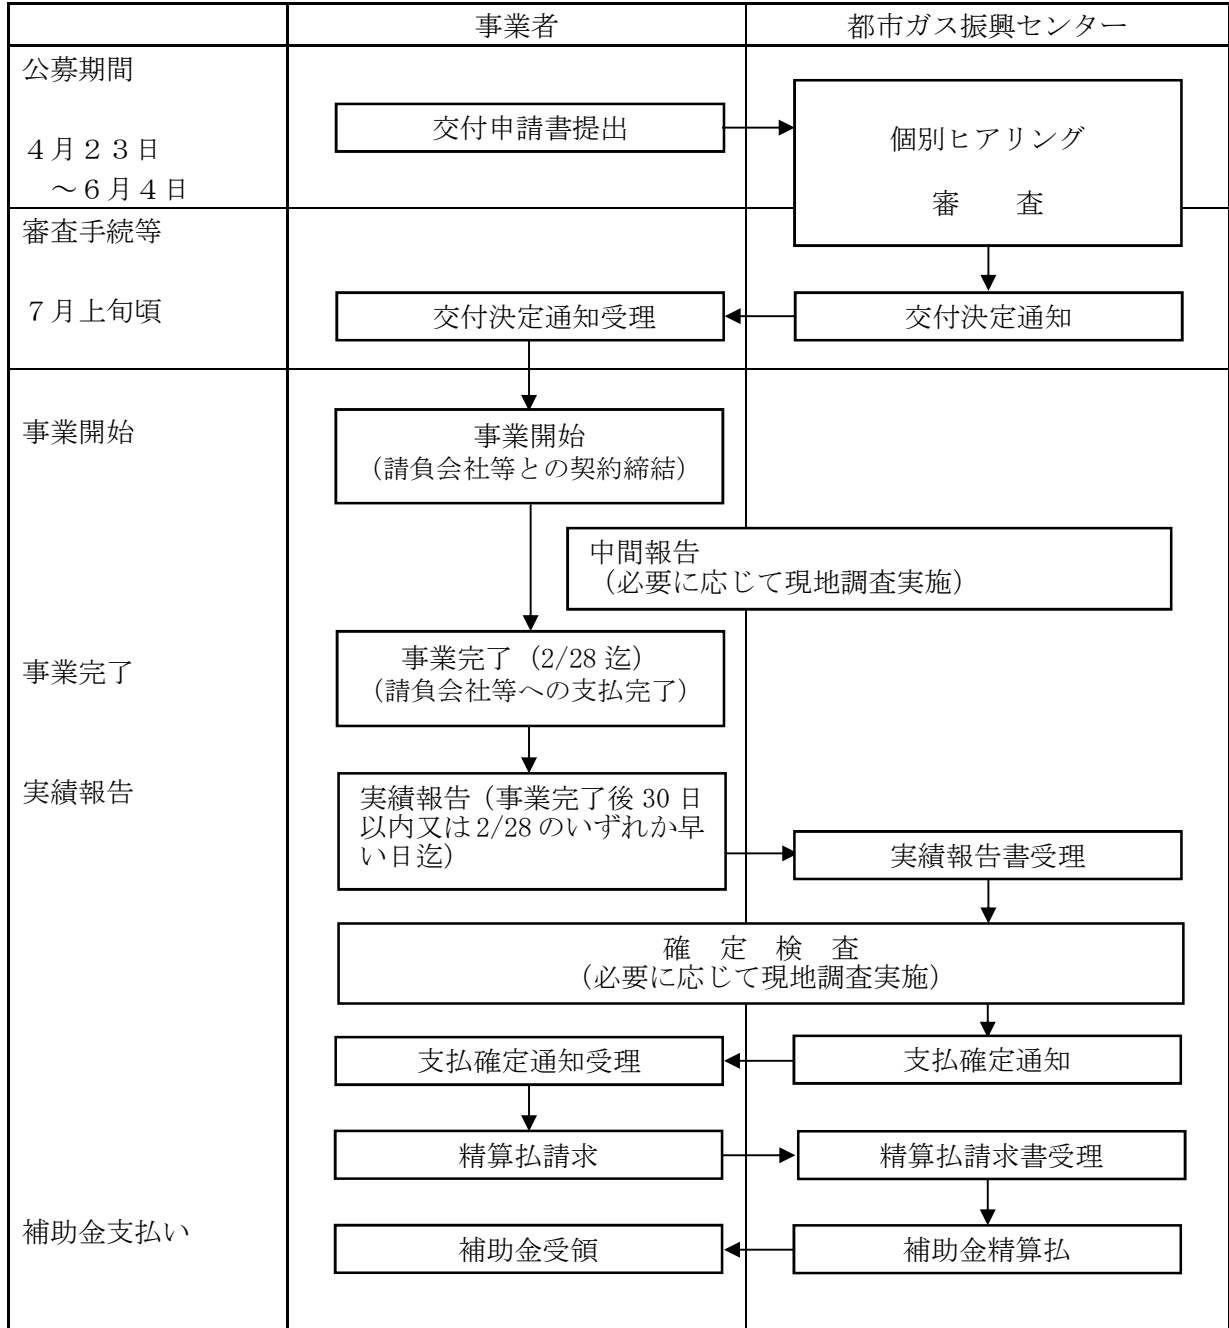 事業者
都市ガス振興センター
公募期間
４月２３日
～６月４日
交付申請書提出
個別ヒアリング
審　査
審査手続等
７月上旬頃
交付決定通知受理
交付決定通知
事業開始
事業開始
（請負会社等との契約締結）
中間報告
（必要に応じて現地調査実施）
事業完了
事業完了（2/28 迄）
（請負会社等への支払完了）
実績報告
実績報告（事業完了後 30 日
以内又は 2/28 のいずれか早
い日迄）
実績報告書受理
確　定　検　査
（必要に応じて現地調査実施）
支払確定通知受理
支払確定通知
精算払請求
精算払請求書受理
補助金支払い
補助金受領
補助金精算払